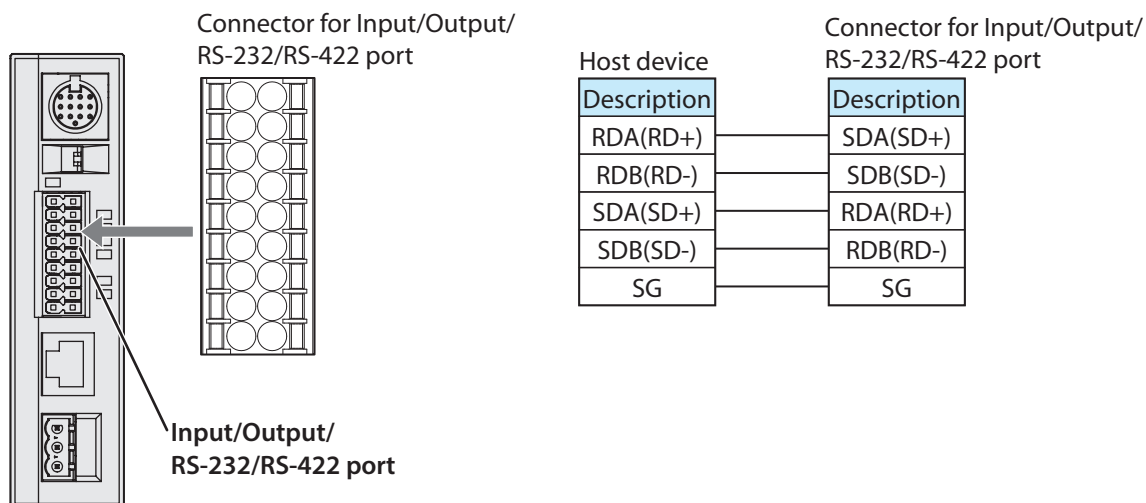 Connector for Input/Output/
RS-232/RS-422 port
Input/Output/
RS-232/RS-422 port
Host device
Connector for Input/Output/
RS-232/RS-422 port
Description
Description
RDA(RD+)
SDA(SD+)
RDB(RD-)
SDB(SD-)
SDA(SD+)
RDA(RD+)
SDB(SD-)
RDB(RD-)
SG
SG